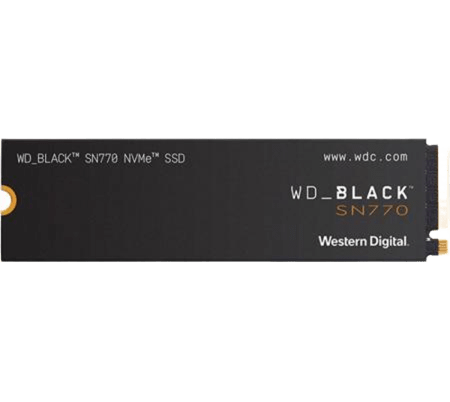 WD_BLACK™ SN770 NVMe™ SSD
www.wdc.com
WD_BLACK™
SN770
Western Digital.